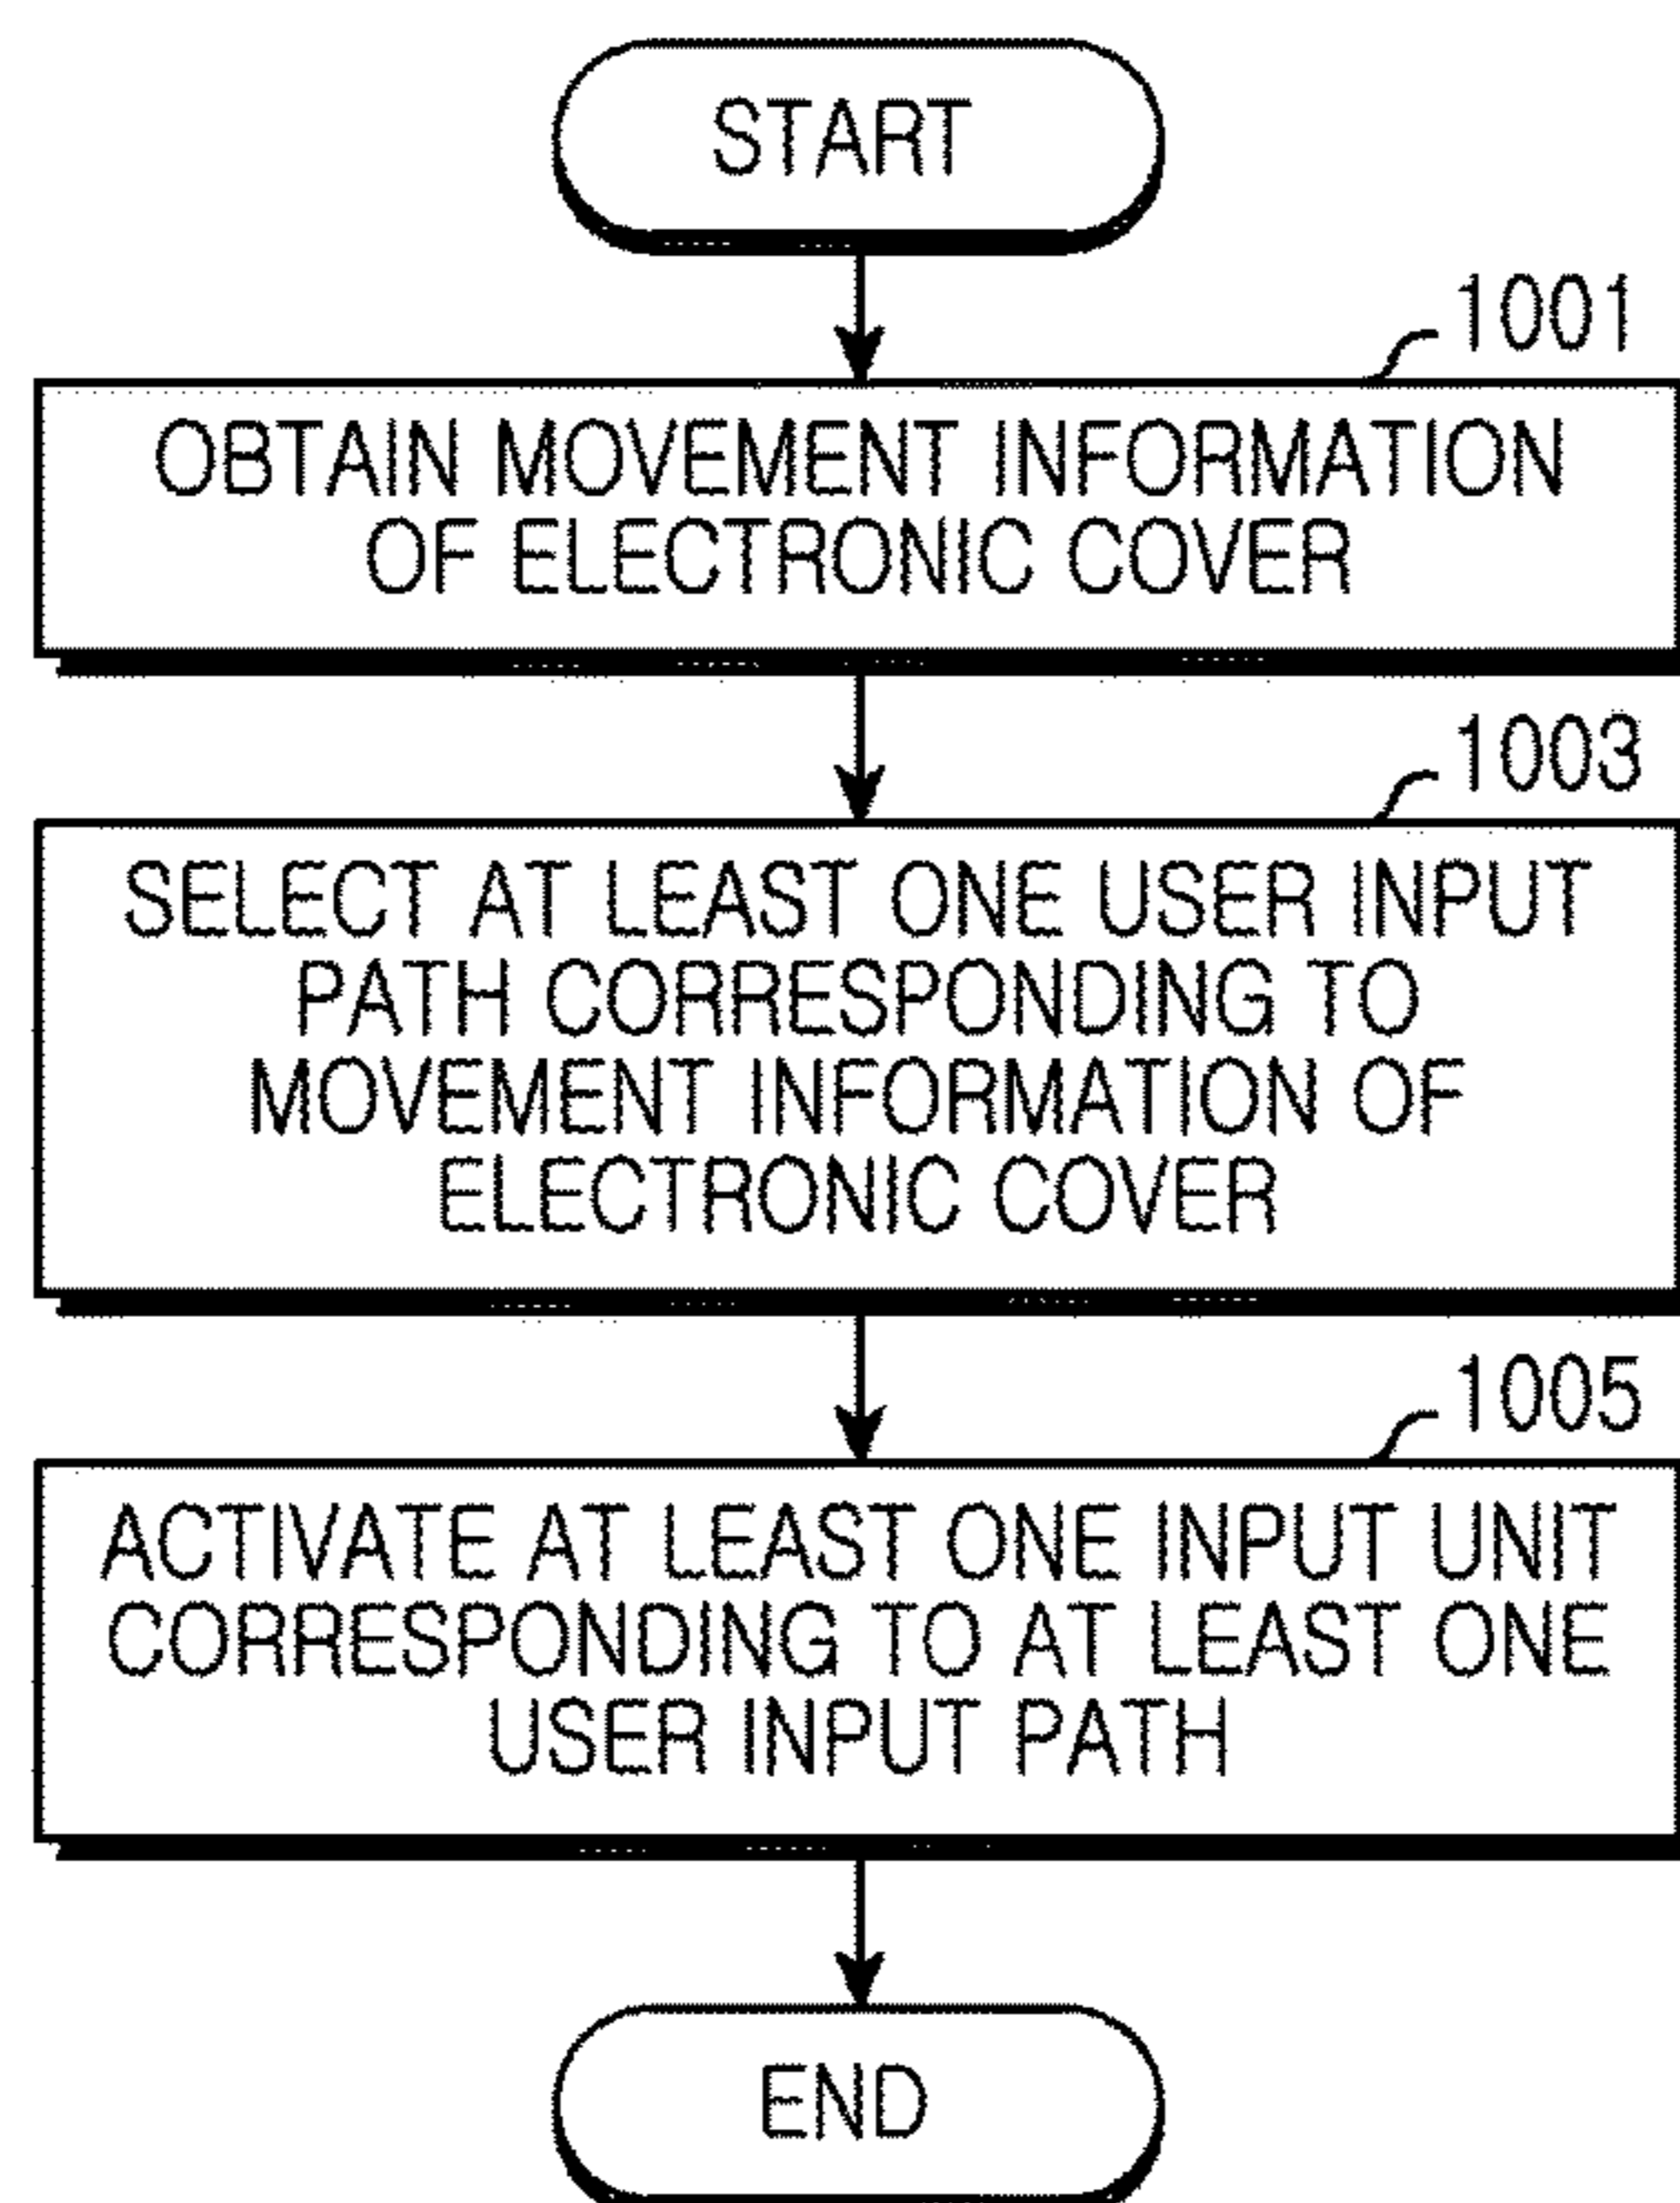 START
1001
OBTAIN MOVEMENT INFORMATION
OF ELECTRONIC COVER
1003
SELECT AT LEAST ONE USER INPUT
PATH CORRESPONDING TO
MOVEMENT INFORMATION OF
ELECTRONIC COVER
1005
ACTIVATE AT LEAST ONE INPUT UNIT
CORRESPONDING TO AT LEAST ONE
USER INPUT PATH
END